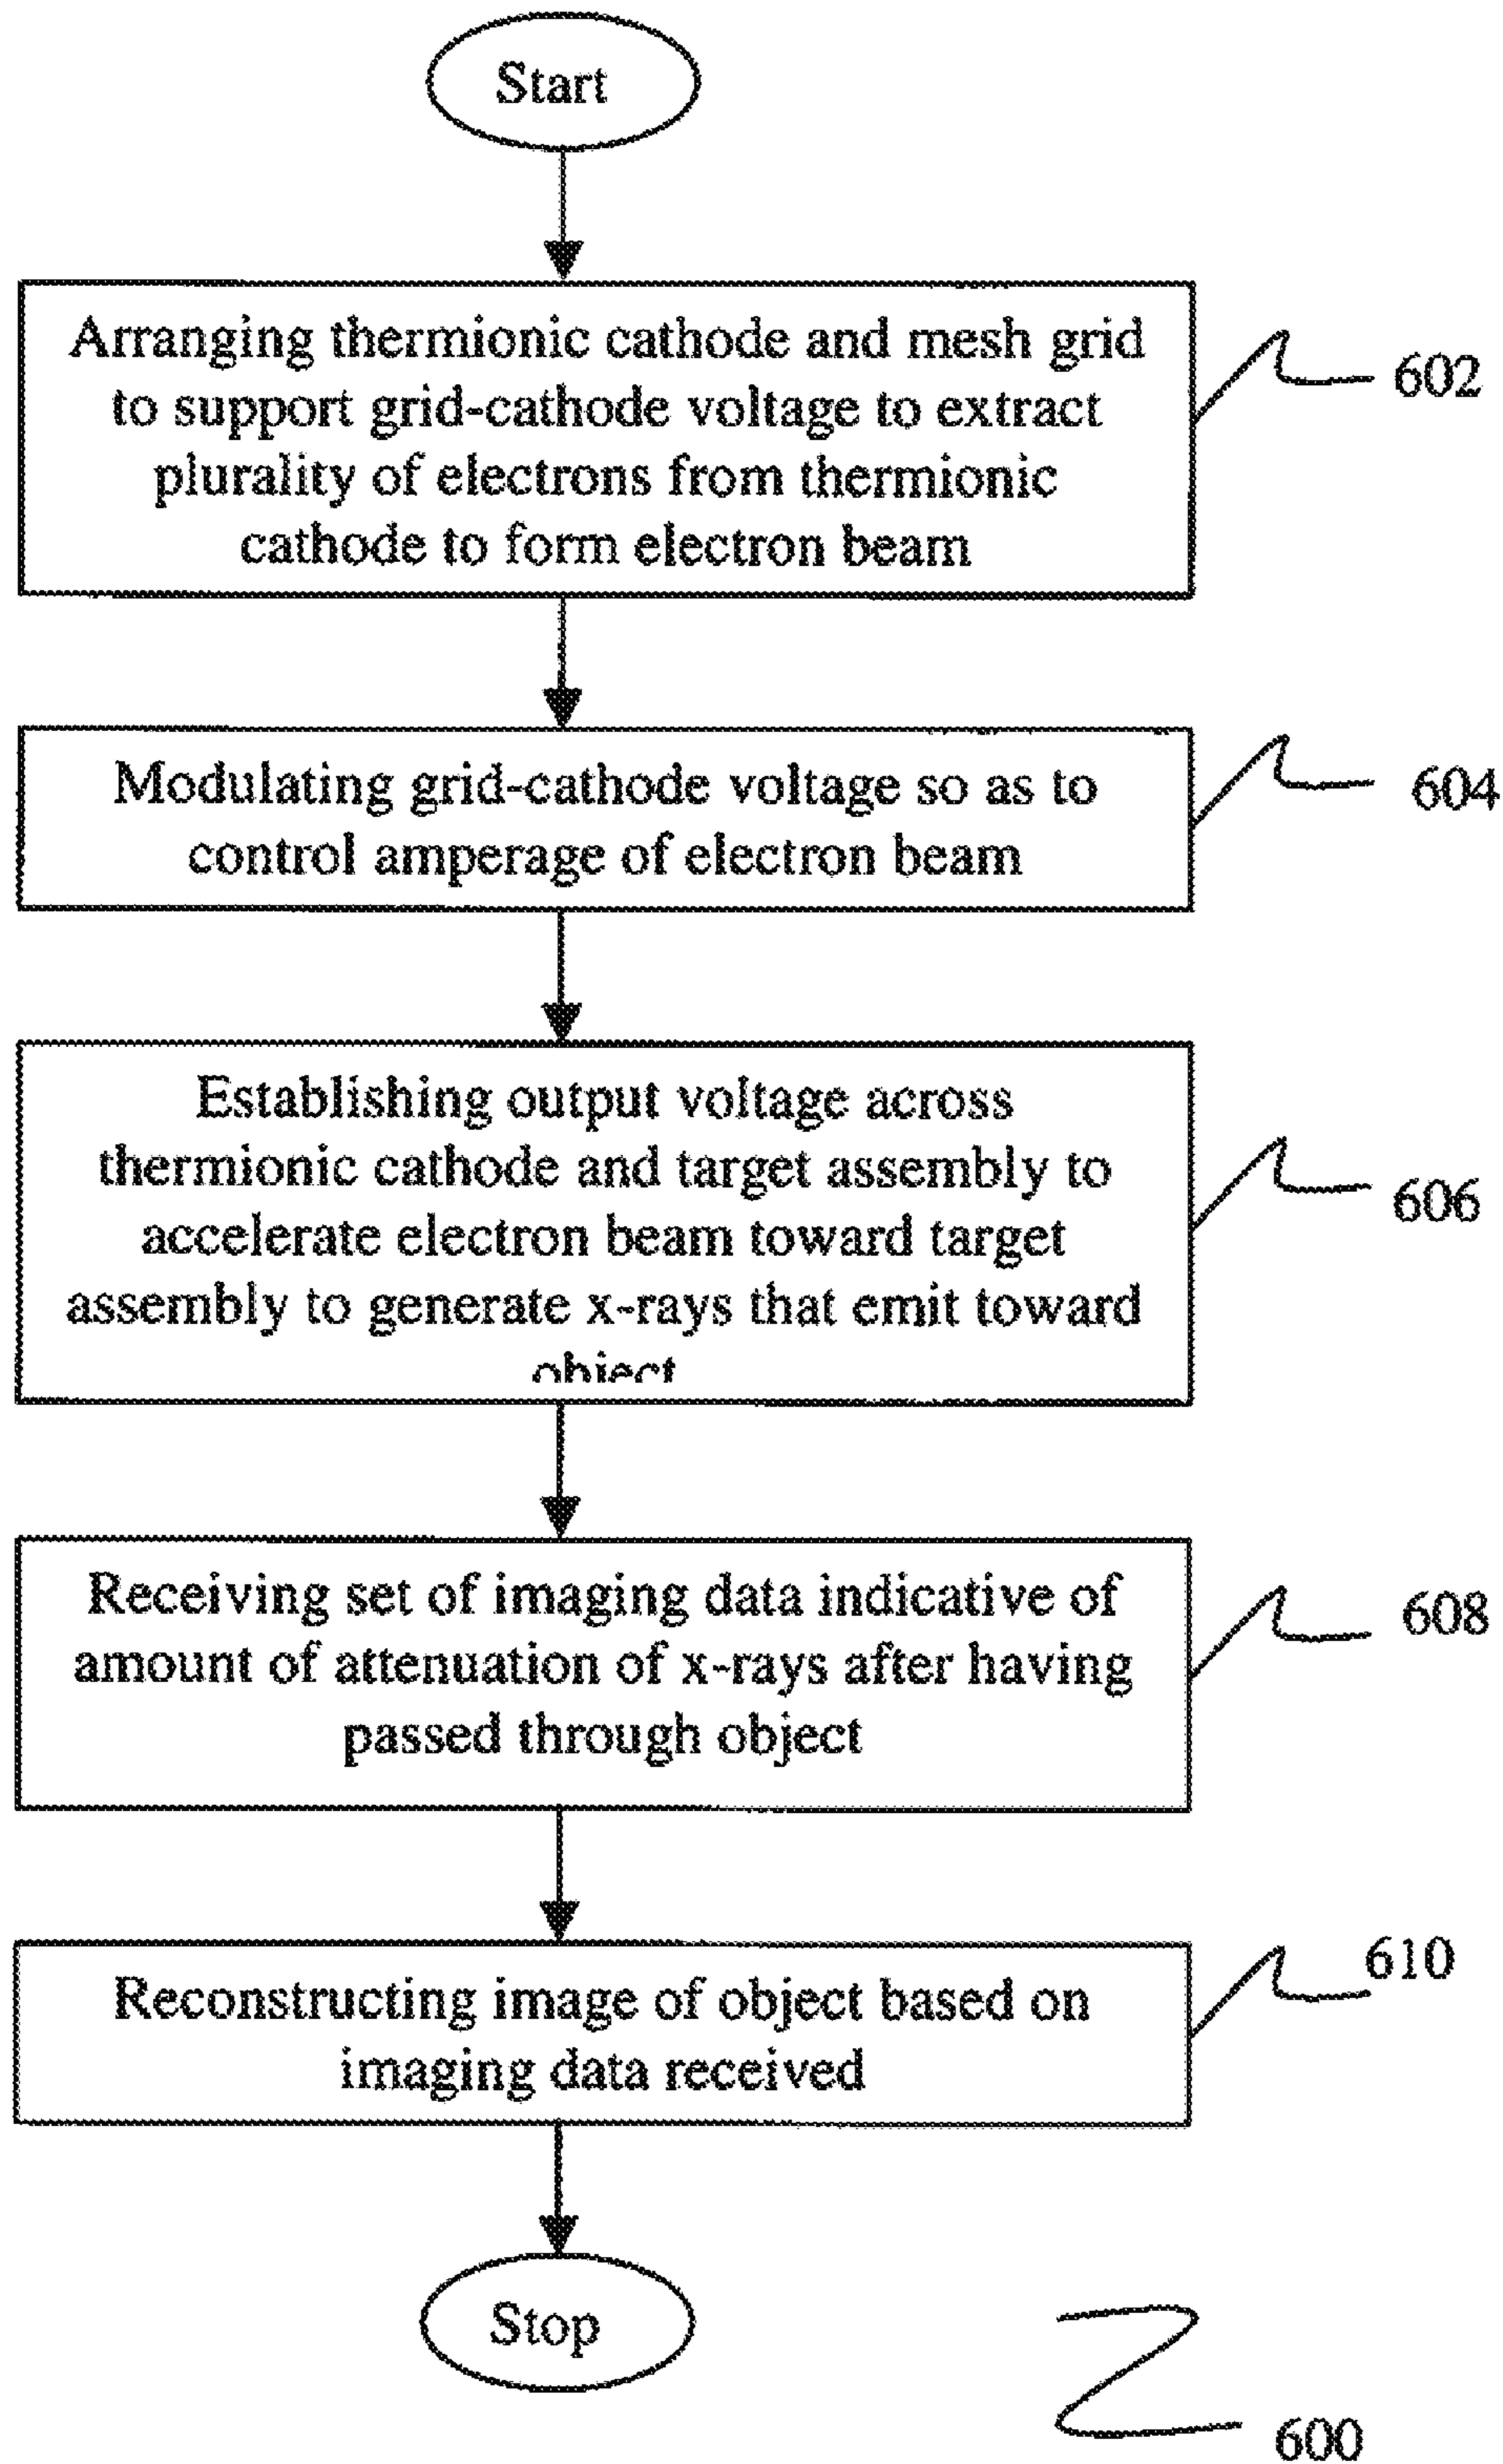 Start
Arranging thermionic cathode and mesh grid
to support grid-cathode voltage to extract
plurality of electrons from thermionic
cathode to form electron beam
602
Modulating grid-cathode voltage so as to
control amperage of electron beam
604
Establishing output voltage across
thermionic cathode and target assembly to
accelerate electron beam toward target
assembly to generate x-rays that emit toward
object
606
Receiving set of imaging data indicative of
amount of attenuation of x-rays after having
passed through object
608
Reconstructing image of object based on
imaging data received
610
Stop
600